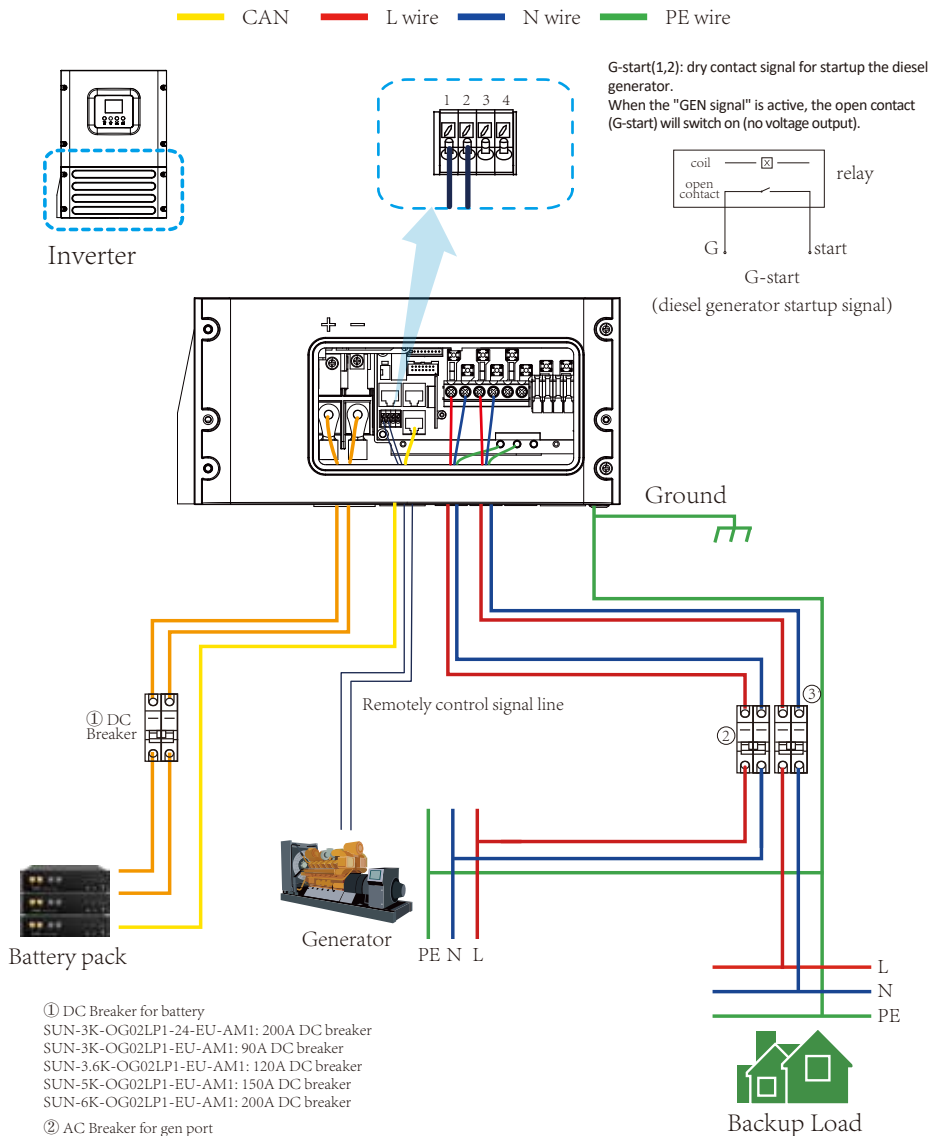 CAN L wire N wire PE wire
G-start(1,2): dry contact signal for startup the diesel
generator.
When the "GEN signal" is active, the open contact
(G-start) will switch on (no voltage output).
1 2 3 4
coil
relay
open
contact
G start
G-start
(diesel generator startup signal)
Inverter
+ −
Ground
Remotely control signal line
① DC
Breaker
②
③
Battery pack
Generator
PE N L
L
N
PE
Backup Load
① DC Breaker for battery
SUN-3K-OG02LP1-24-EU-AM1: 200A DC breaker
SUN-3K-OG02LP1-EU-AM1: 90A DC breaker
SUN-3.6K-OG02LP1-EU-AM1: 120A DC breaker
SUN-5K-OG02LP1-EU-AM1: 150A DC breaker
SUN-6K-OG02LP1-EU-AM1: 200A DC breaker
② AC Breaker for gen port